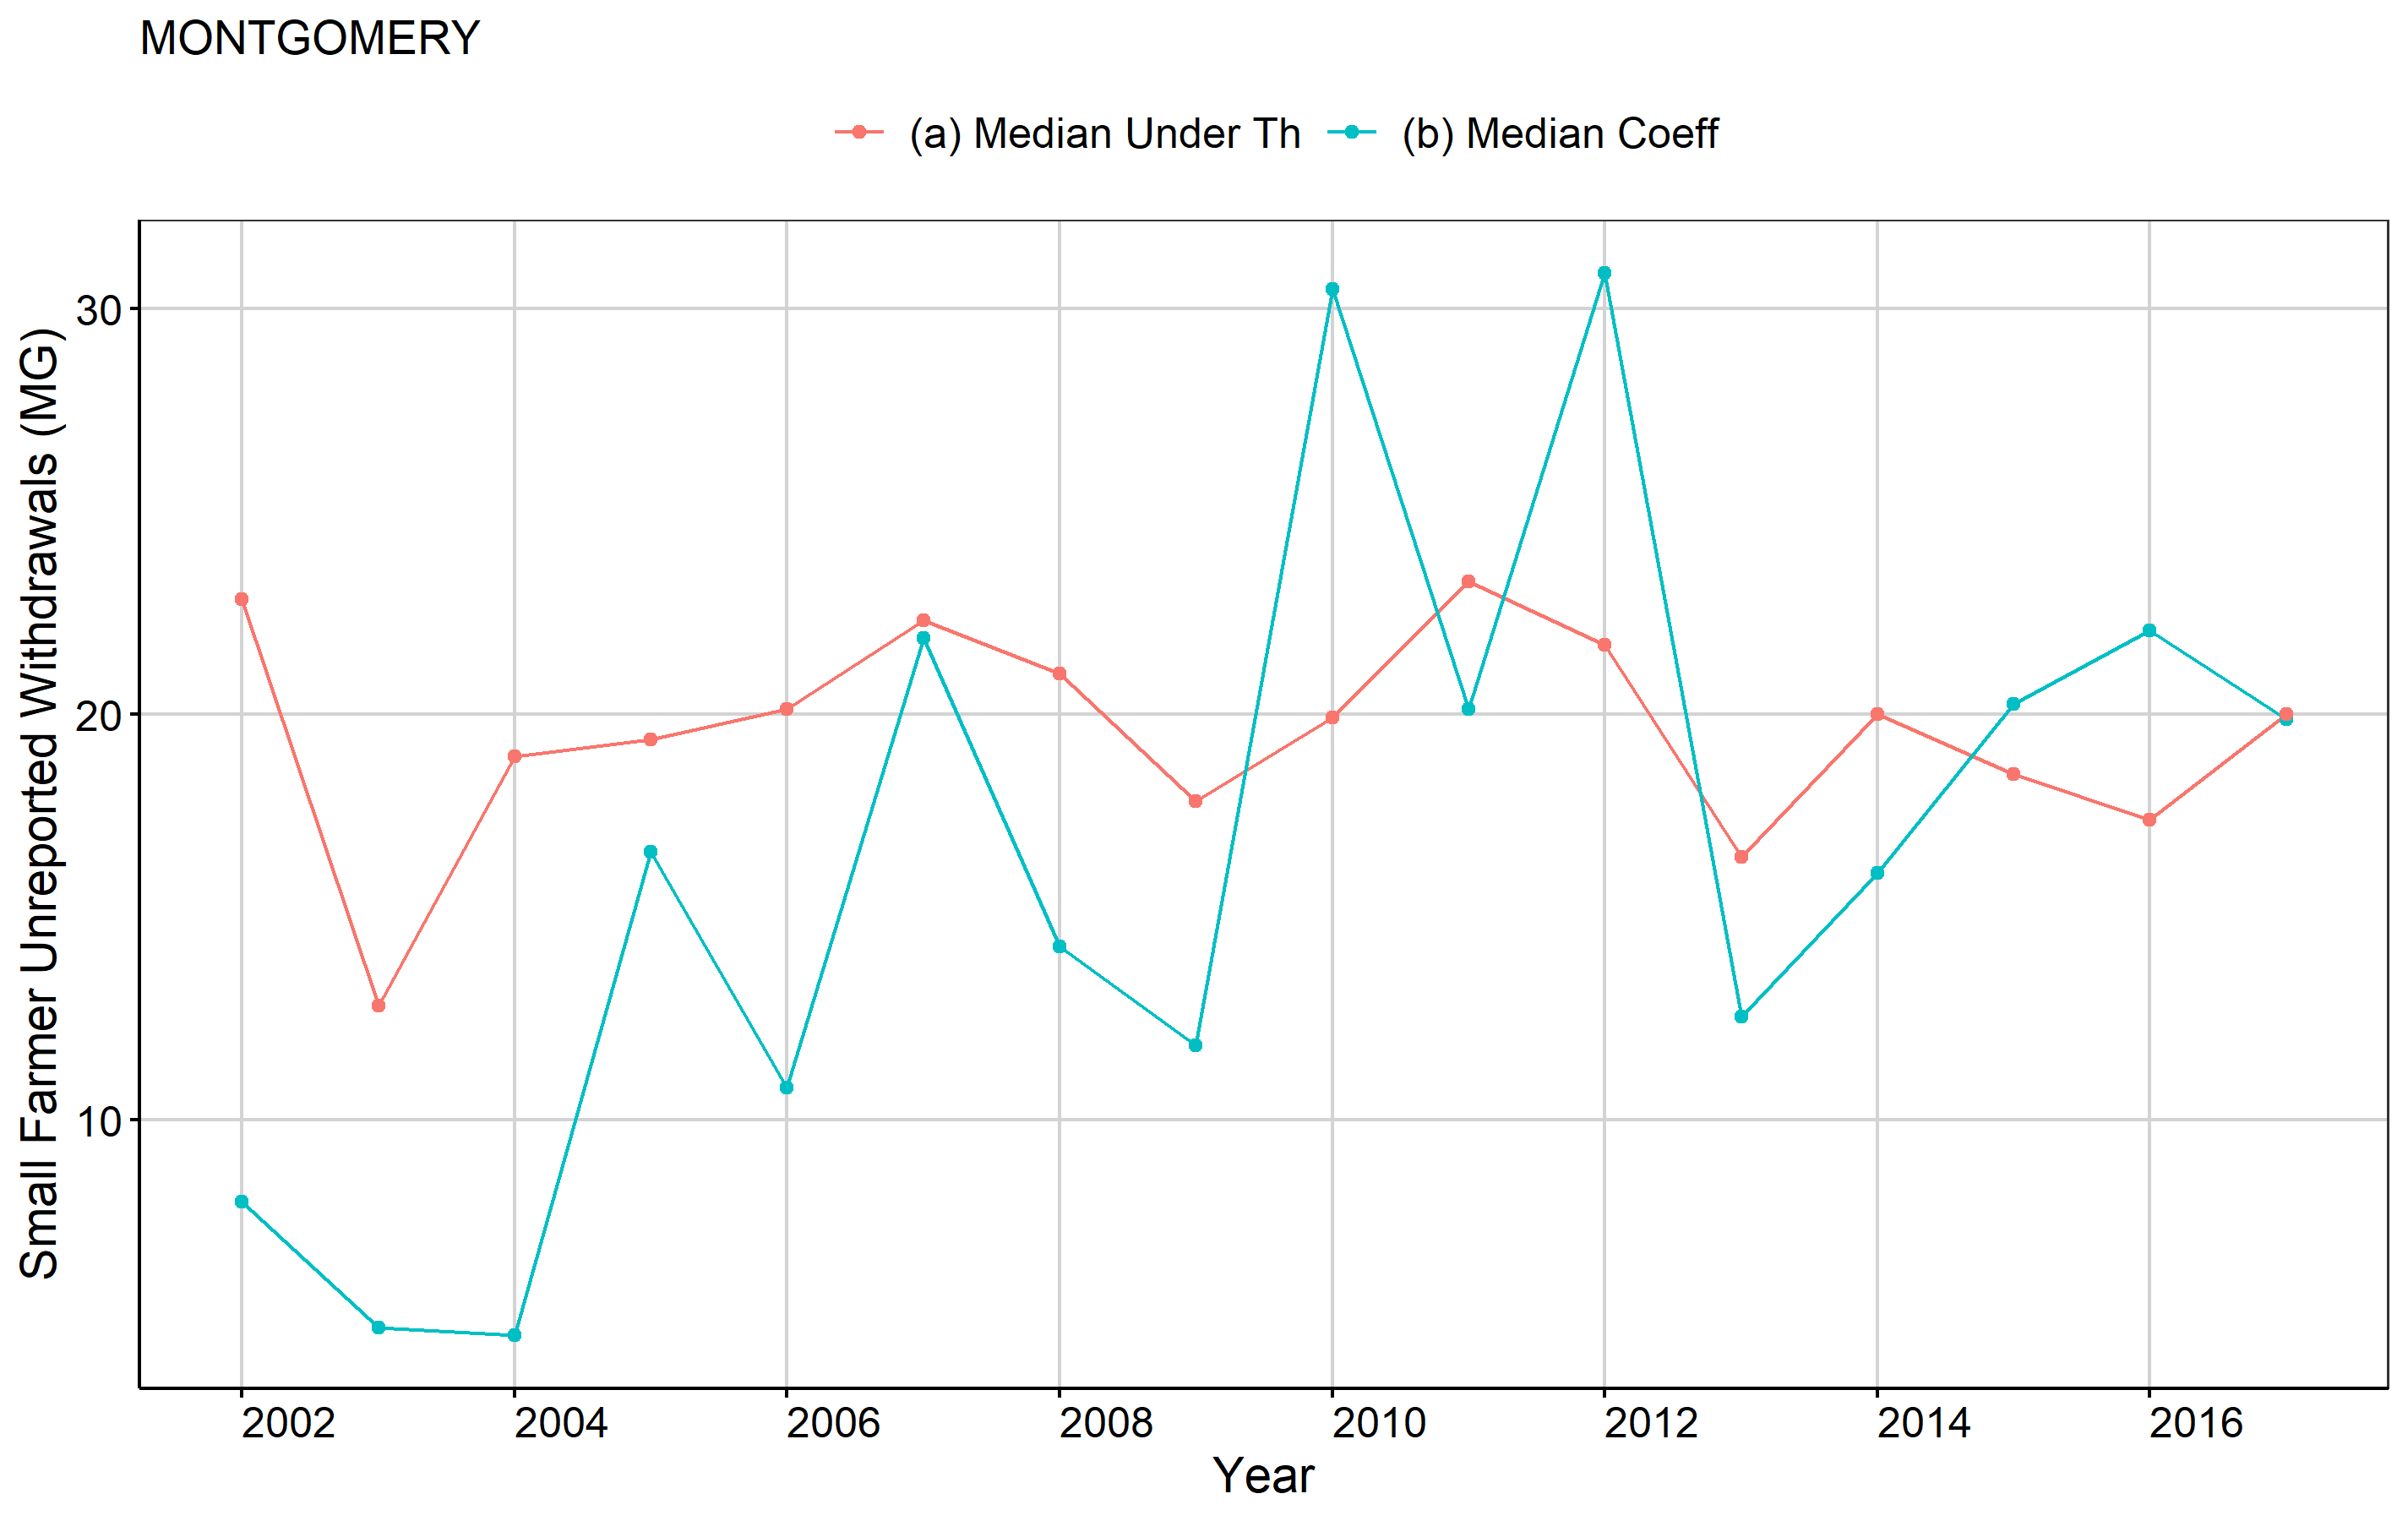 MONTGOMERY
(a) Median Under Th (b) Median Coeff
Small Farmer Unreported Withdrawals (MG)
30
20
10
2002 2004 2006 2008 2010 2012 2014 2016
Year